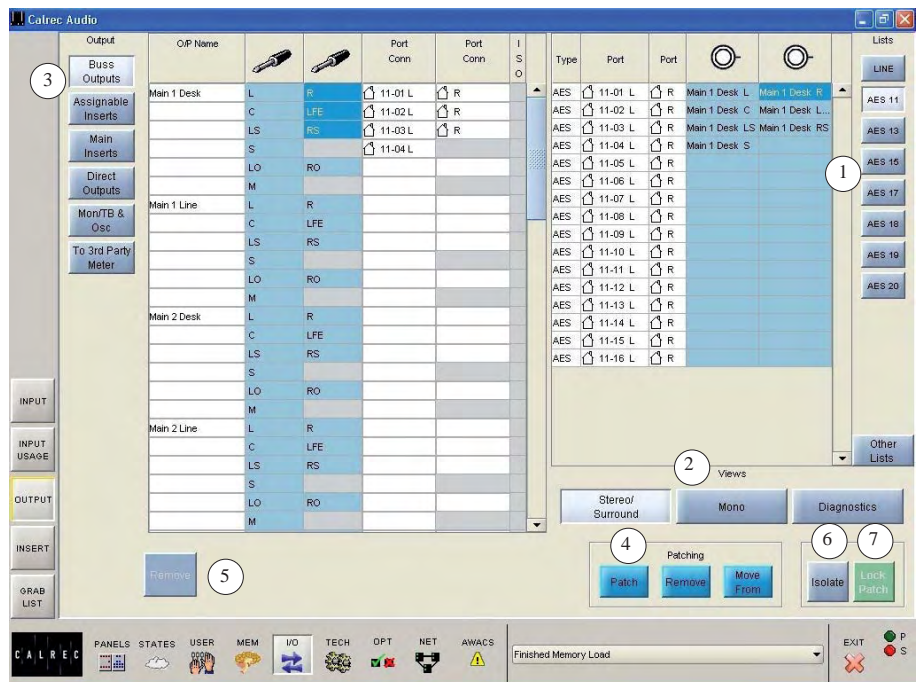 Calrec Audio
Output
3
Buss Outputs
Assignable Inserts
Main Inserts
Direct Outputs
Mon/TB & Osc
To 3rd Party Meter
INPUT
INPUT USAGE
OUTPUT
INSERT
GRAB LIST
O/P Name Port Conn Port Conn ISO
Main 1 Desk L R 11-01 L R
C LFE 11-02 L R
LS RS 11-03 L R
S 11-04 L
LO RO
M
Main 1 Line L R
C LFE
LS RS
S
LO RO
M
Main 2 Desk L R
C LFE
LS RS
S
LO RO
M
Main 2 Line L R
C LFE
LS RS
S
LO RO
M
Remove
5
Type Port Port
AES 11-01 L R Main 1 Desk L Main 1 Desk R
AES 11-02 L R Main 1 Desk C Main 1 Desk L...
AES 11-03 L R Main 1 Desk LS Main 1 Desk RS
AES 11-04 L R Main 1 Desk S
AES 11-05 L R
AES 11-06 L R
AES 11-07 L R
AES 11-08 L R
AES 11-09 L R
AES 11-10 L R
AES 11-11 L R
AES 11-12 L R
AES 11-13 L R
AES 11-14 L R
AES 11-15 L R
AES 11-16 L R
Lists
LINE
AES 11
AES 13
AES 15
AES 17
AES 18
AES 19
AES 20
Other Lists
1
2
Views
Stereo/ Surround
Mono
Diagnostics
4
Patching
Patch
Remove
Move From
6
7
Isolate
Lock Patch
CALREC
PANELS STATES USER MEM I/O TECH OPT NET AWACS
Finished Memory Load
EXIT
P
S